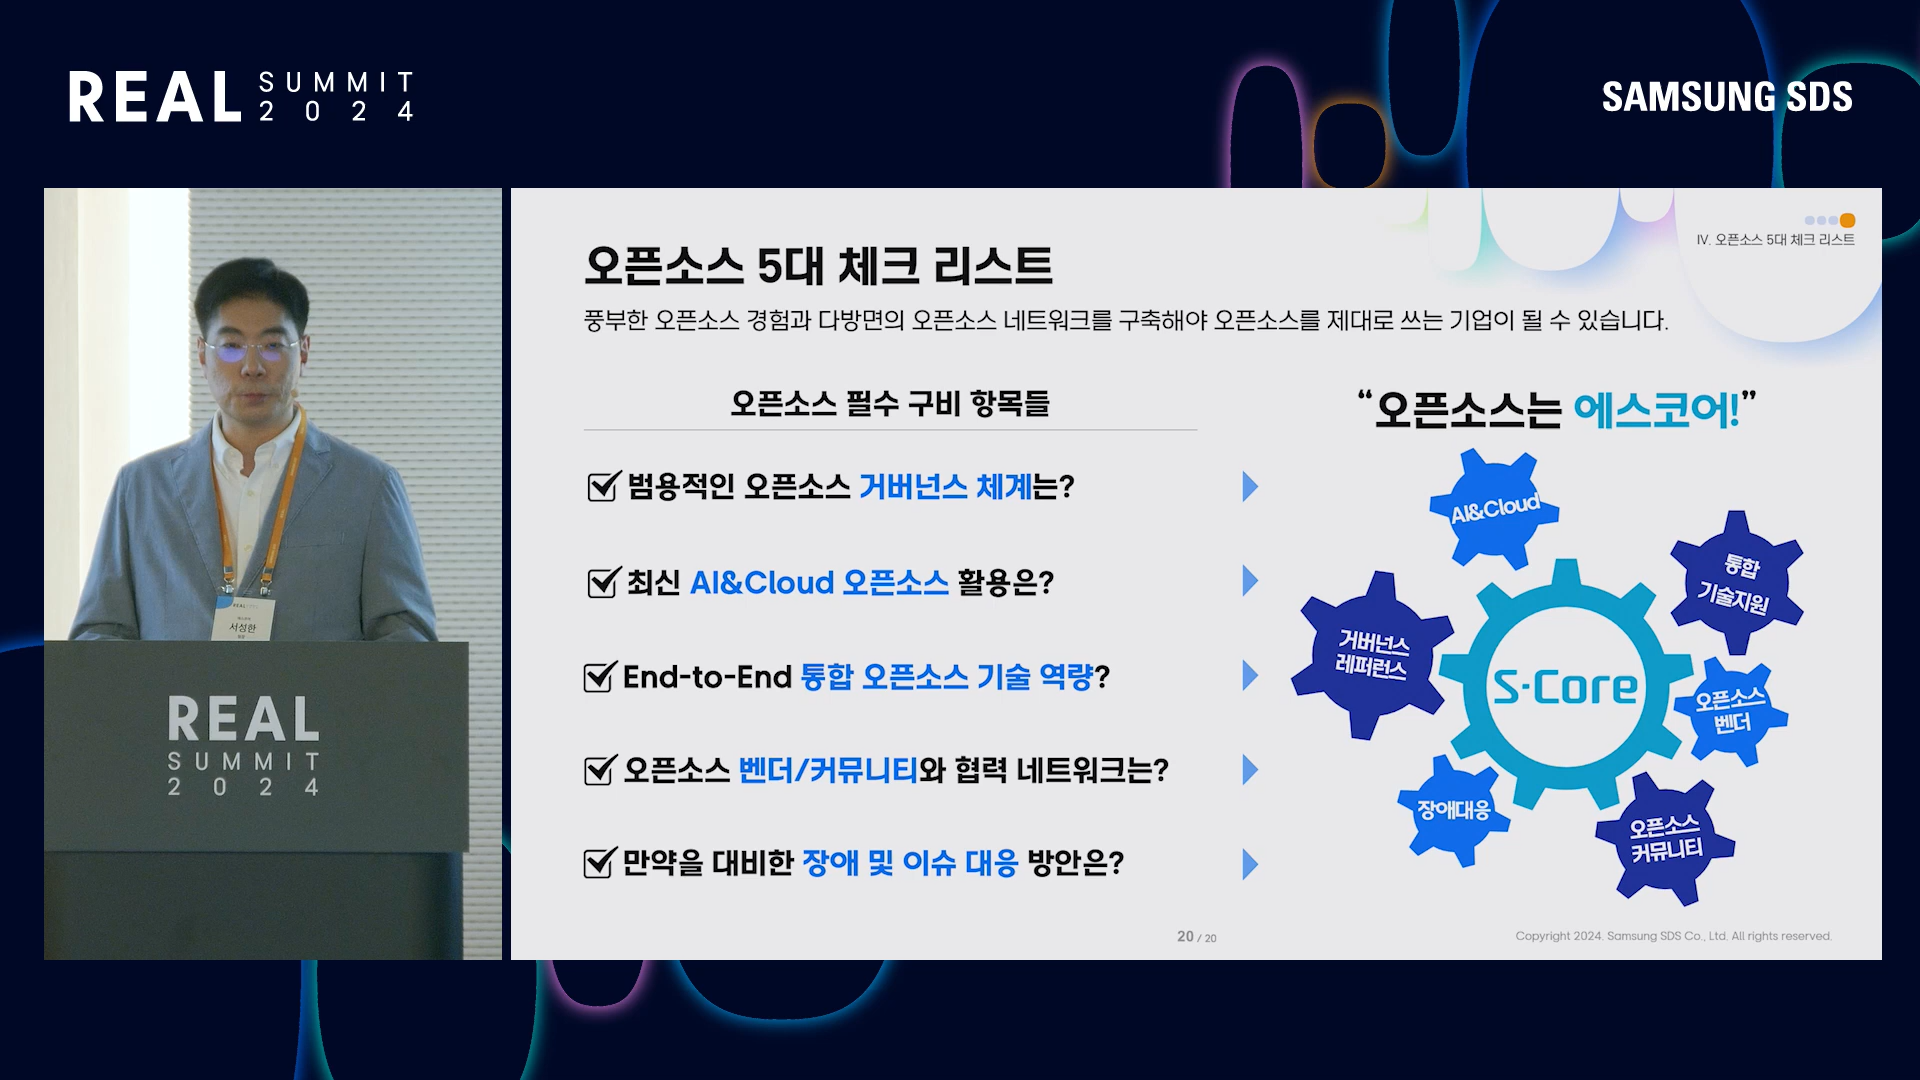 REAL SUMMIT 2024
SAMSUNG SDS
IV. 오픈소스 5대 체크 리스트
오픈소스 5대 체크 리스트
풍부한 오픈소스 경험과 다방면의 오픈소스 네트워크를 구축해야 오픈소스를 제대로 쓰는 기업이 될 수 있습니다.
오픈소스 필수 구비 항목들
범용적인 오픈소스 거버넌스 체계는?
최신 AI&Cloud 오픈소스 활용은?
End-to-End 통합 오픈소스 기술 역량?
오픈소스 벤더/커뮤니티와 협력 네트워크는?
만약을 대비한 장애 및 이슈 대응 방안은?
“오픈소스는 에스코어!”
AI&Cloud
통합
기술지원
거버넌스
레퍼런스
S-Core
오픈소스
벤더
장애대응
오픈소스
커뮤니티
20 / 20
Copyright 2024. Samsung SDS Co., Ltd. All rights reserved.
REAL
서성한
REAL
SUMMIT
2024